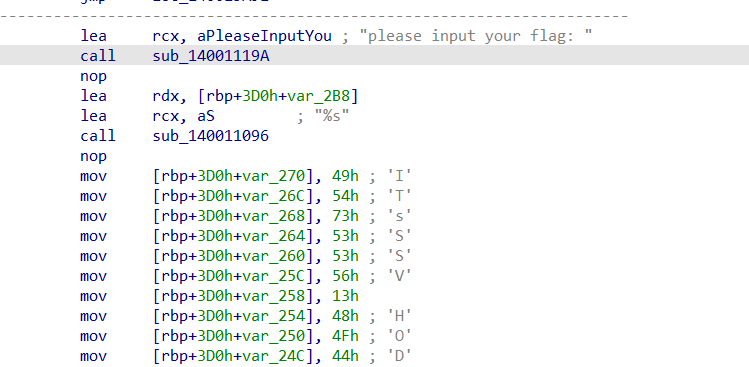 lea rcx, aPleaseInputYou ; "please input your flag: "
call sub_14001119A
nop
lea rdx, [rbp+3D0h+var_2B8]
lea rcx, aS ; "%s"
call sub_140011096
nop
mov [rbp+3D0h+var_270], 49h ; 'I'
mov [rbp+3D0h+var_26C], 54h ; 'T'
mov [rbp+3D0h+var_268], 73h ; 's'
mov [rbp+3D0h+var_264], 53h ; 'S'
mov [rbp+3D0h+var_260], 53h ; 'S'
mov [rbp+3D0h+var_25C], 56h ; 'V'
mov [rbp+3D0h+var_258], 13h
mov [rbp+3D0h+var_254], 48h ; 'H'
mov [rbp+3D0h+var_250], 4Fh ; 'O'
mov [rbp+3D0h+var_24C], 44h ; 'D'